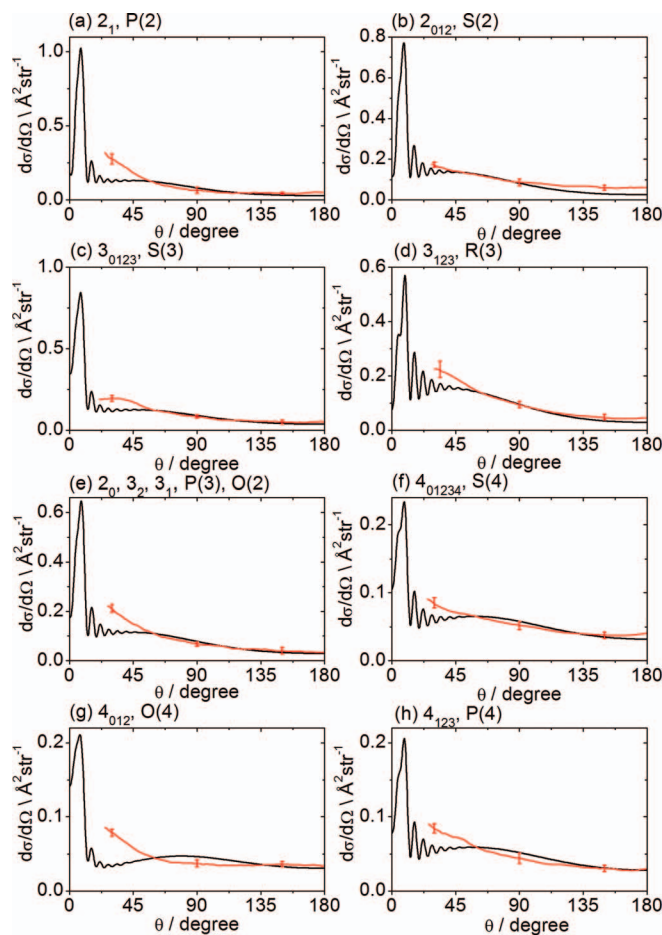 (a) 2₁, P(2)
1.0
0.5
0.0
dσ/dΩ \ Å²str⁻¹
0 45 90 135 180
θ / degree
(b) 2₀₁₂, S(2)
0.8
0.6
0.4
0.2
0.0
dσ/dΩ \ Å²str⁻¹
0 45 90 135 180
θ / degree
(c) 3₀₁₂₃, S(3)
1.0
0.5
0.0
dσ/dΩ \ Å²str⁻¹
0 45 90 135 180
θ / degree
(d) 3₁₂₃, R(3)
0.6
0.4
0.2
0.0
dσ/dΩ \ Å²str⁻¹
0 45 90 135 180
θ / degree
(e) 2₀, 3₂, 3₁, P(3), O(2)
0.6
0.4
0.2
0.0
dσ/dΩ \ Å²str⁻¹
0 45 90 135 180
θ / degree
(f) 4₀₁₂₃₄, S(4)
0.2
0.1
0.0
dσ/dΩ \ Å²str⁻¹
0 45 90 135 180
θ / degree
(g) 4₀₁₂, O(4)
0.2
0.1
0.0
dσ/dΩ \ Å²str⁻¹
0 45 90 135 180
θ / degree
(h) 4₁₂₃, P(4)
0.2
0.1
0.0
dσ/dΩ \ Å²str⁻¹
0 45 90 135 180
θ / degree